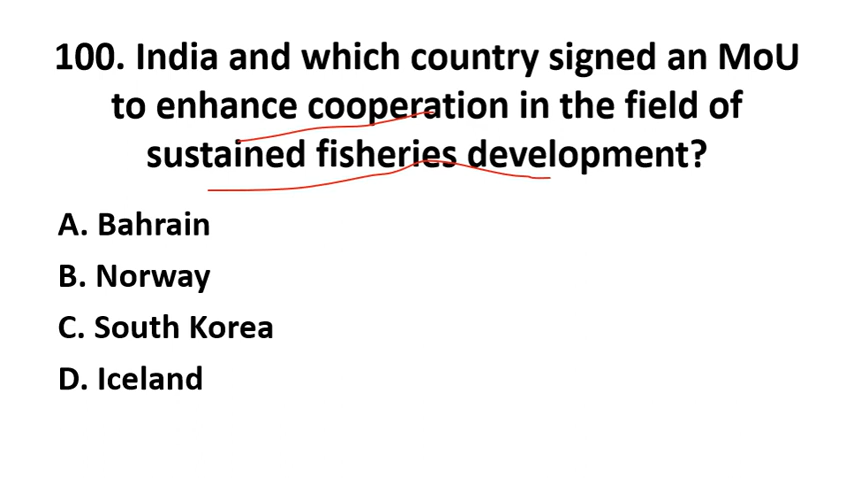 100. India and which country signed an MoU
to enhance cooperation in the field of
sustained fisheries development?
A. Bahrain
B. Norway
C. South Korea
D. Iceland